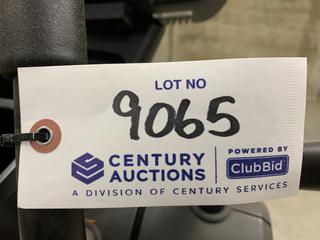 LOT NO
9065
CENTURY
AUCTIONS
POWERED BY
ClubBid
A DIVISION OF CENTURY SERVICES